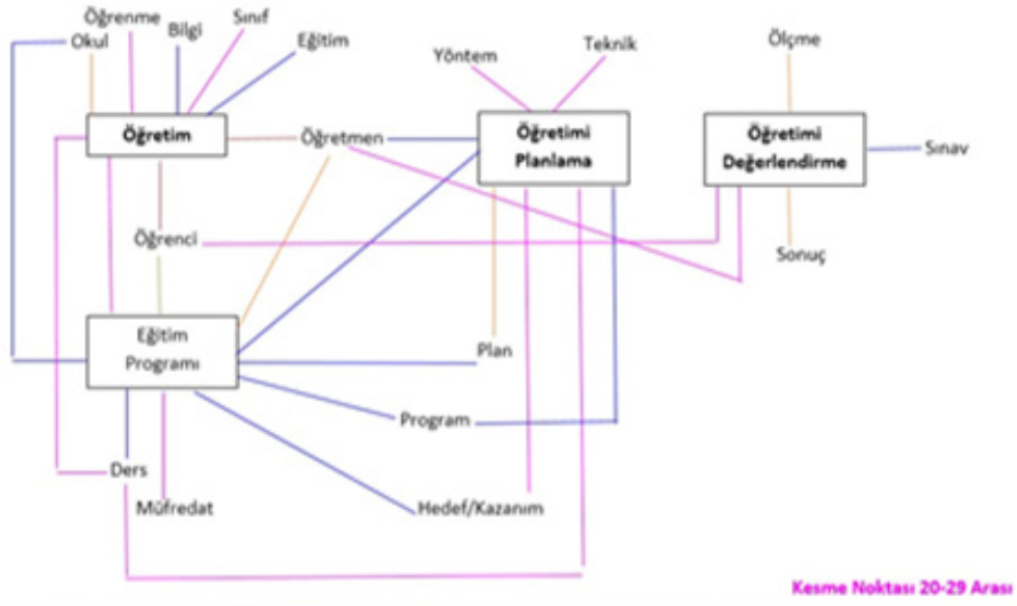 Öğrenme
Okul
Bilgi
Sınıf
Eğitim
Yöntem
Teknik
Ölçme
Öğretim
Öğretmen
Öğretimi
Planlama
Öğretimi
Değerlendirme
Sınav
Öğrenci
Sonuç
Eğitim
Programı
Plan
Program
Ders
Müfredat
Hedef/Kazanım
Kesme Noktası 20-29 Arası